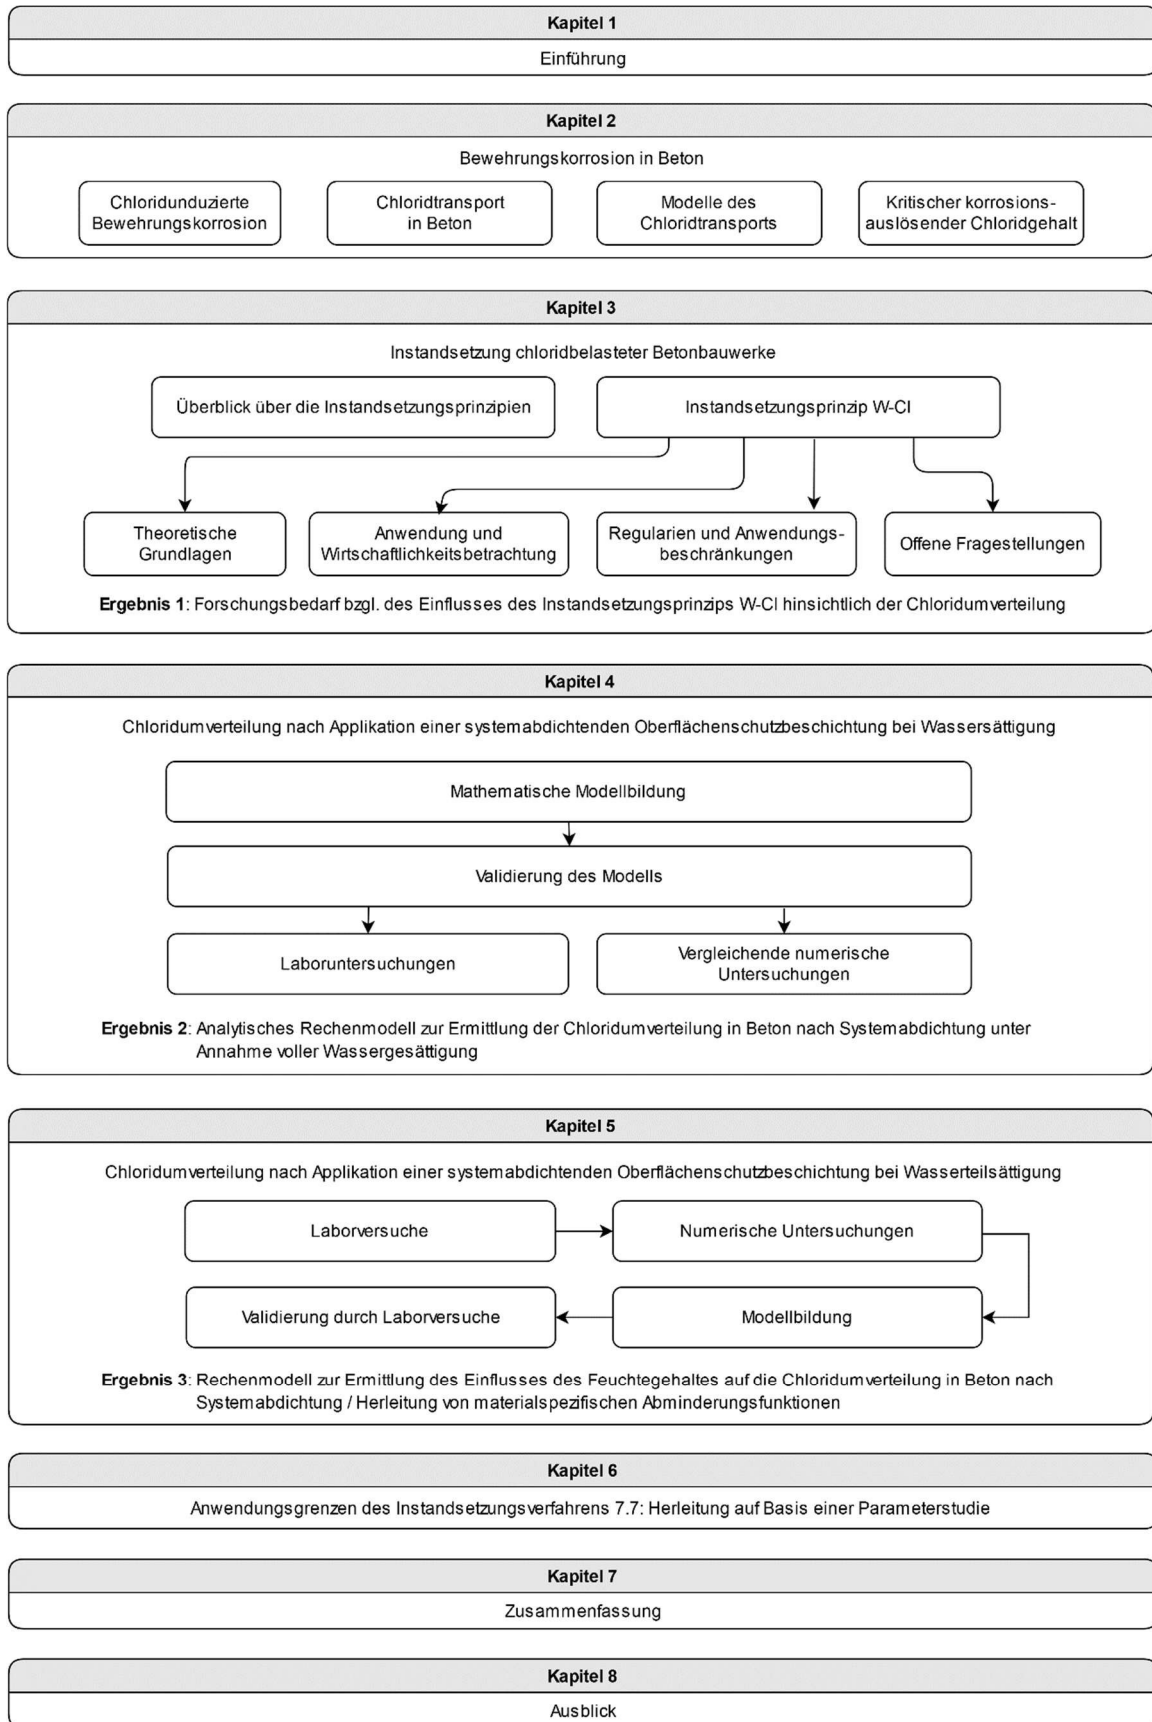 Kapitel 1
Einführung
Kapitel 2
Bewehrungskorrosion in Beton
Chloridunduzierte
Bewehrungskorrosion
Chloridtransport
in Beton
Modelle des
Chloridtransports
Kritischer korrosions-
auslösender Chloridgehalt
Kapitel 3
Instandsetzung chloridbelasteter Betonbauwerke
Überblick über die Instandsetzungsprinzipien
Instandsetzungsprinzip W-Cl
Theoretische
Grundlagen
Anwendung und
Wirtschaftlichkeitsbetrachtung
Regularien und Anwendungs-
beschränkungen
Offene Fragestellungen
Ergebnis 1: Forschungsbedarf bzgl. des Einflusses des Instandsetzungsprinzips W-Cl hinsichtlich der Chloridumverteilung
Kapitel 4
Chloridumverteilung nach Applikation einer systemabdichtenden Oberflächenschutzbeschichtung bei Wassersättigung
Mathematische Modellbildung
Validierung des Modells
Laboruntersuchungen
Vergleichende numerische
Untersuchungen
Ergebnis 2: Analytisches Rechenmodell zur Ermittlung der Chloridumverteilung in Beton nach Systemabdichtung unter
Annahme voller Wassergesättigung
Kapitel 5
Chloridumverteilung nach Applikation einer systemabdichtenden Oberflächenschutzbeschichtung bei Wasserteilsättigung
Laborversuche
Numerische Untersuchungen
Validierung durch Laborversuche
Modellbildung
Ergebnis 3: Rechenmodell zur Ermittlung des Einflusses des Feuchtegehaltes auf die Chloridumverteilung in Beton nach
Systemabdichtung / Herleitung von materialspezifischen Abminderungsfunktionen
Kapitel 6
Anwendungsgrenzen des Instandsetzungsverfahrens 7.7: Herleitung auf Basis einer Parameterstudie
Kapitel 7
Zusammenfassung
Kapitel 8
Ausblick